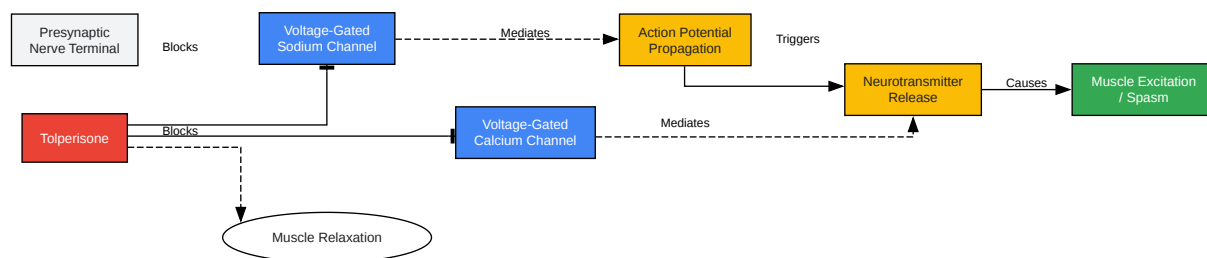 Presynaptic
Nerve Terminal
Blocks
Voltage-Gated
Sodium Channel
Mediates
Action Potential
Propagation
Triggers
Neurotransmitter
Release
Causes
Muscle Excitation
/ Spasm
Tolperisone
Blocks
Voltage-Gated
Calcium Channel
Mediates
Muscle Relaxation